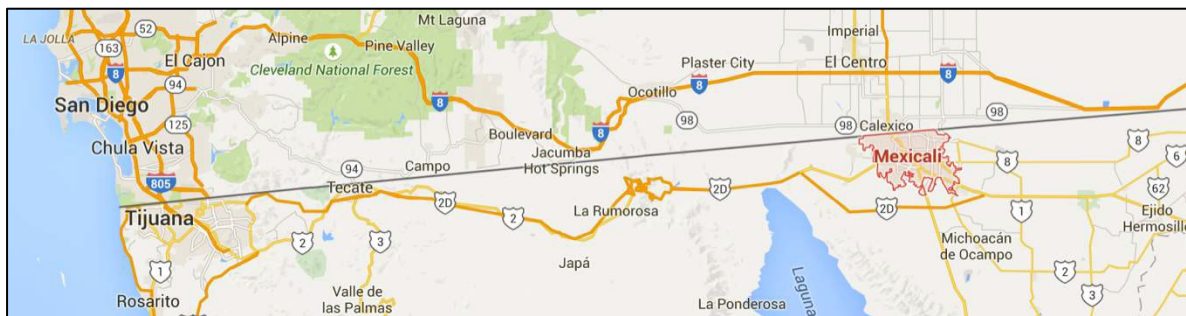 Mt Laguna
LA JOLLA
52
163
Alpine
Pine Valley
Imperial
El Cajon
8
Cleveland National Forest
Plaster City
El Centro
8
8
94
8
8
San Diego
Ocotillo
125
98
98
98
Boulevard
8
Calexico
Chula Vista
Jacumba
Hot Springs
Mexicali
8
8
6
94
Campo
805
Tecate
2D
2D
62
Tijuana
2
La Rumorosa
2D
1
Ejido
Hermosillo
2
3
Michoacán
de Ocampo
1
Japá
2
Rosarito
Valle de
las Palmas
La Ponderosa
Laguna
3